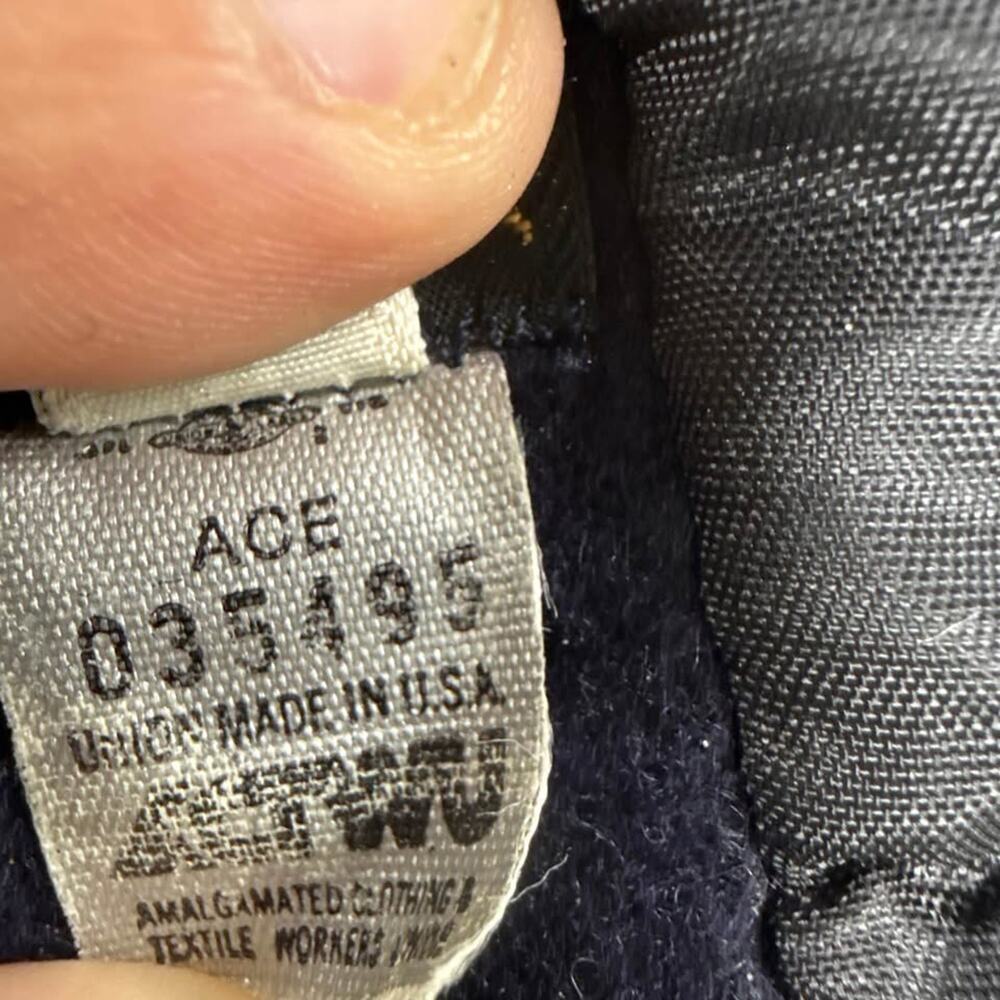 ACE
035495
UNION MADE IN U.S.A.
ACTWU
AMALGAMATED CLOTHING &
TEXTILE WORKERS UNION